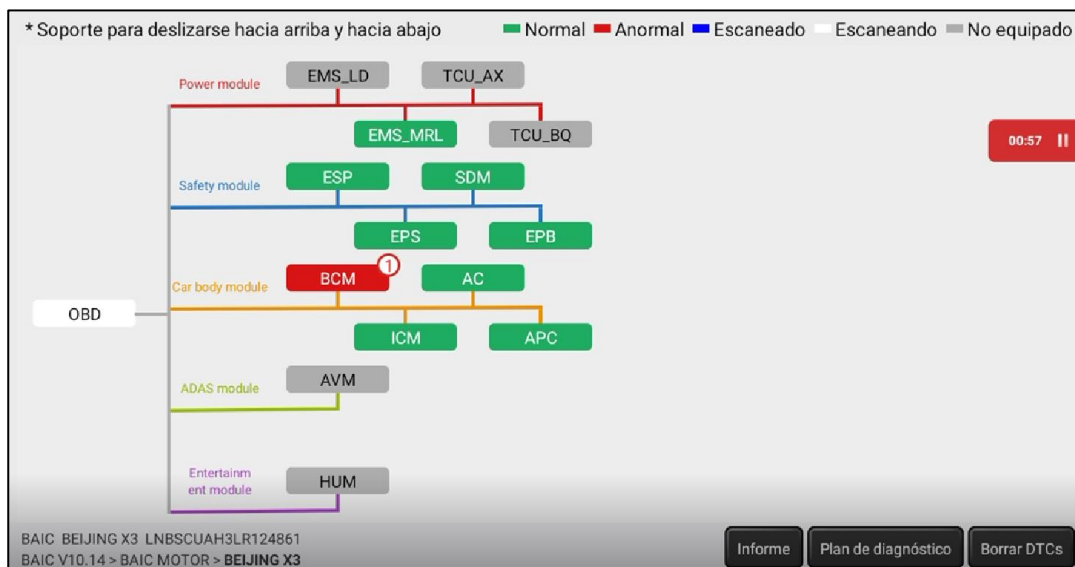 * Soporte para deslizarse hacia arriba y hacia abajo
Normal Anormal Escaneado Escaneando No equipado
Power module
EMS_LD TCU_AX
EMS_MRL TCU_BQ
00:57
Safety module
ESP SDM
EPS EPB
OBD
Car body module
BCM 1 AC
ICM APC
ADAS module
AVM
Entertainm
ent module
HUM
BAIC BEIJING X3 LNBSCUAH3LR124861
BAIC V10.14 > BAIC MOTOR > BEIJING X3
Informe Plan de diagnóstico Borrar DTCs